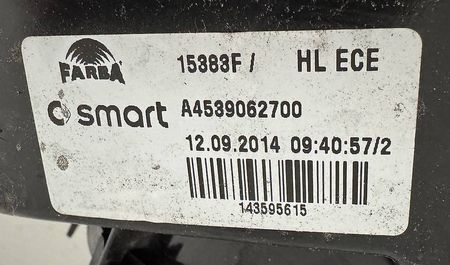 FARBA 15383F / HL ECE
smart A4539062700
12.09.2014 09:40:57/2
143595615